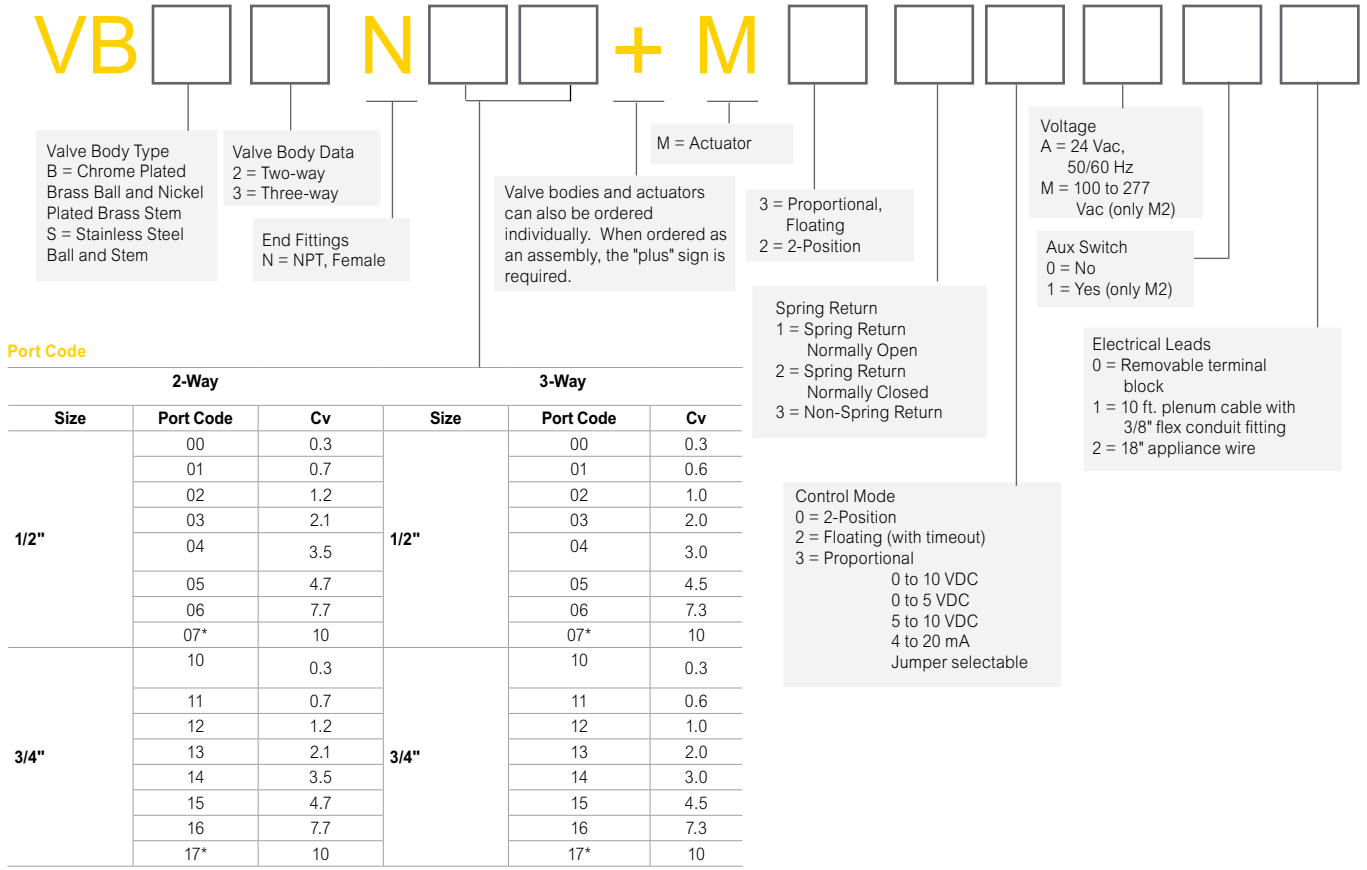 VB N + M
Valve Body Type
B = Chrome Plated
Brass Ball and Nickel
Plated Brass Stem
S = Stainless Steel
Ball and Stem
Valve Body Data
2 = Two-way
3 = Three-way
End Fittings
N = NPT, Female
Valve bodies and actuators
can also be ordered
individually. When ordered as
an assembly, the "plus" sign is
required.
M = Actuator
3 = Proportional,
Floating
2 = 2-Position
Spring Return
1 = Spring Return
Normally Open
2 = Spring Return
Normally Closed
3 = Non-Spring Return
Control Mode
0 = 2-Position
2 = Floating (with timeout)
3 = Proportional
0 to 10 VDC
0 to 5 VDC
5 to 10 VDC
4 to 20 mA
Jumper selectable
Voltage
A = 24 Vac,
50/60 Hz
M = 100 to 277
Vac (only M2)
Aux Switch
0 = No
1 = Yes (only M2)
Electrical Leads
0 = Removable terminal
block
1 = 10 ft. plenum cable with
3/8" flex conduit fitting
2 = 18" appliance wire
Port Code
2-Way 3-Way
Size Port Code Cv Size Port Code Cv
1/2" 00 0.3 1/2" 00 0.3
01 0.7 01 0.6
02 1.2 02 1.0
03 2.1 03 2.0
04 3.5 04 3.0
05 4.7 05 4.5
06 7.7 06 7.3
07* 10 07* 10
3/4" 10 0.3 3/4" 10 0.3
11 0.7 11 0.6
12 1.2 12 1.0
13 2.1 13 2.0
14 3.5 14 3.0
15 4.7 15 4.5
16 7.7 16 7.3
17* 10 17* 10